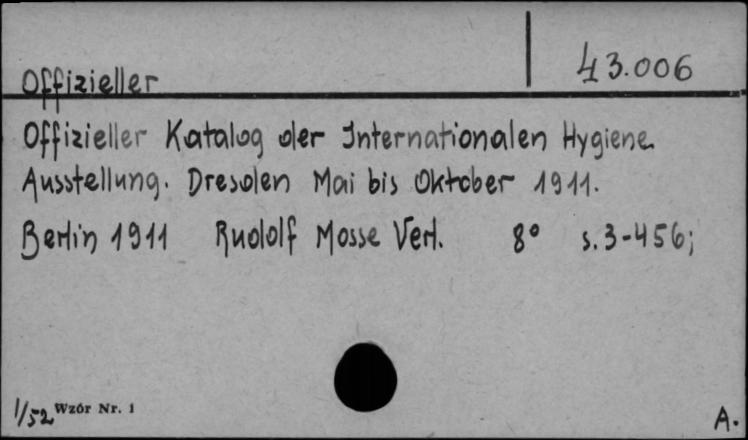 43.006
Offizieller
Offizieller Katalog der Internationalen Hygiene
Ausstellung. Dresden Mai bis Oktober 1911.
Berlin 1911 Rudolf Mosse Verl. 8° s. 3-456;
1/52 Wzór Nr. 1
A.